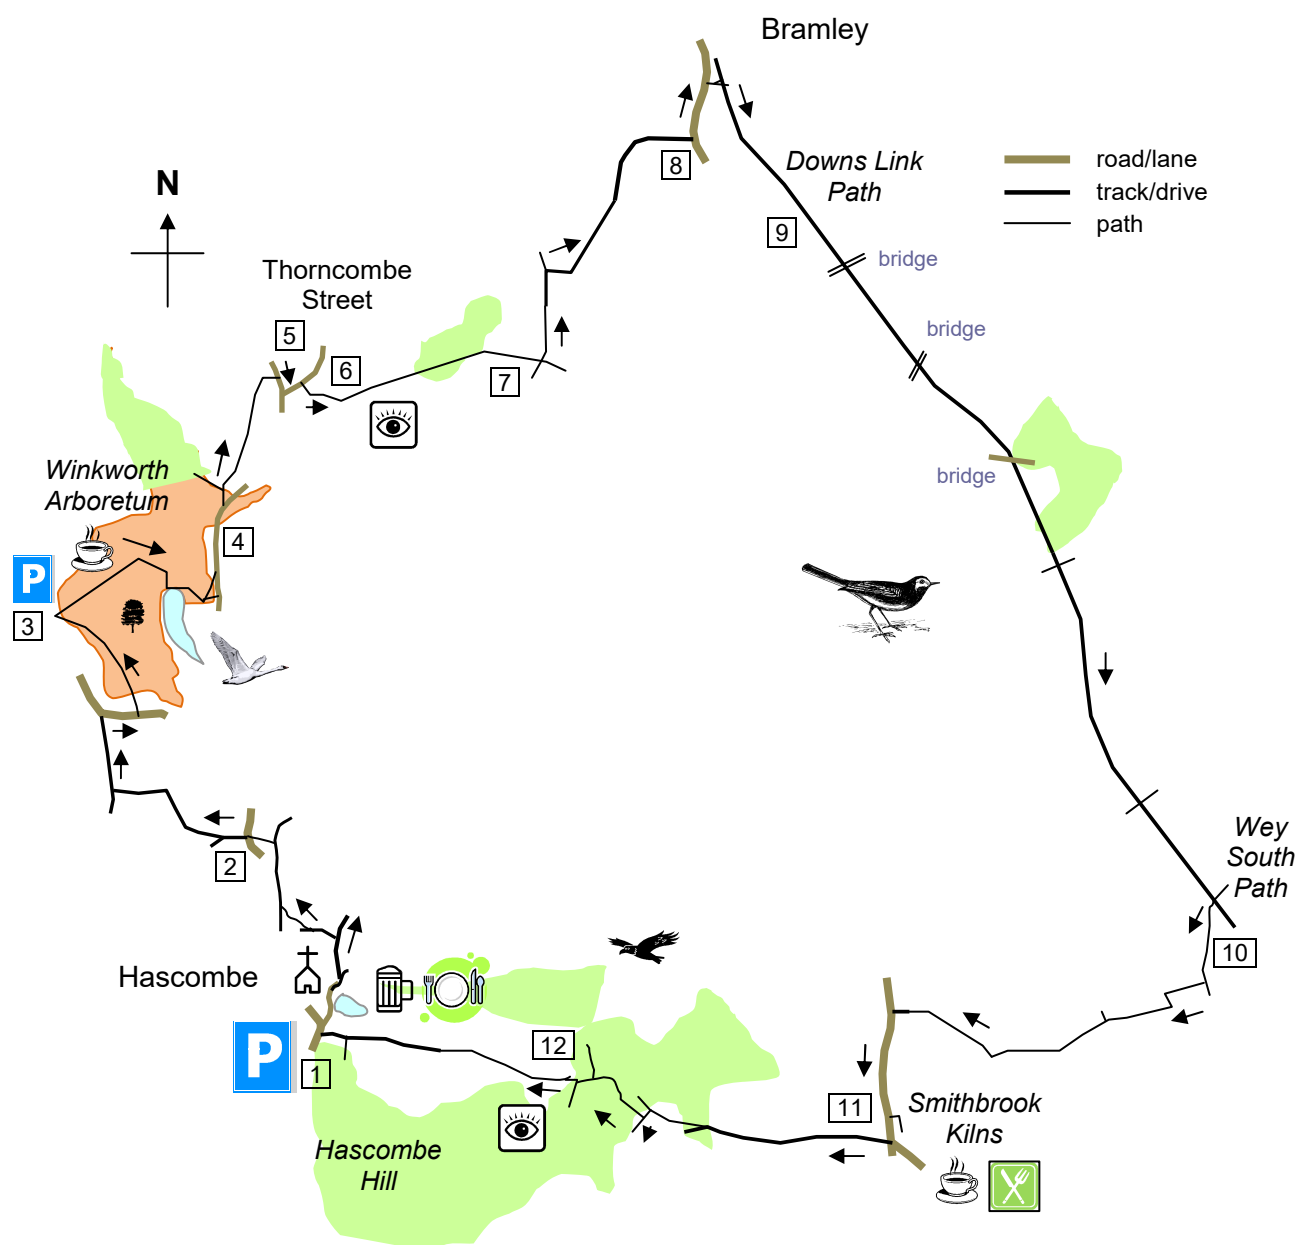 Bramley
Downs Link
Path
road/lane
track/drive
path
N
8
9
bridge
Thorncombe
Street
bridge
5
6
7
Winkworth
Arboretum
bridge
4
P
3
Wey
South
Path
2
10
Hascombe
P
1
12
11
Smithbrook
Kilns
Hascombe
Hill